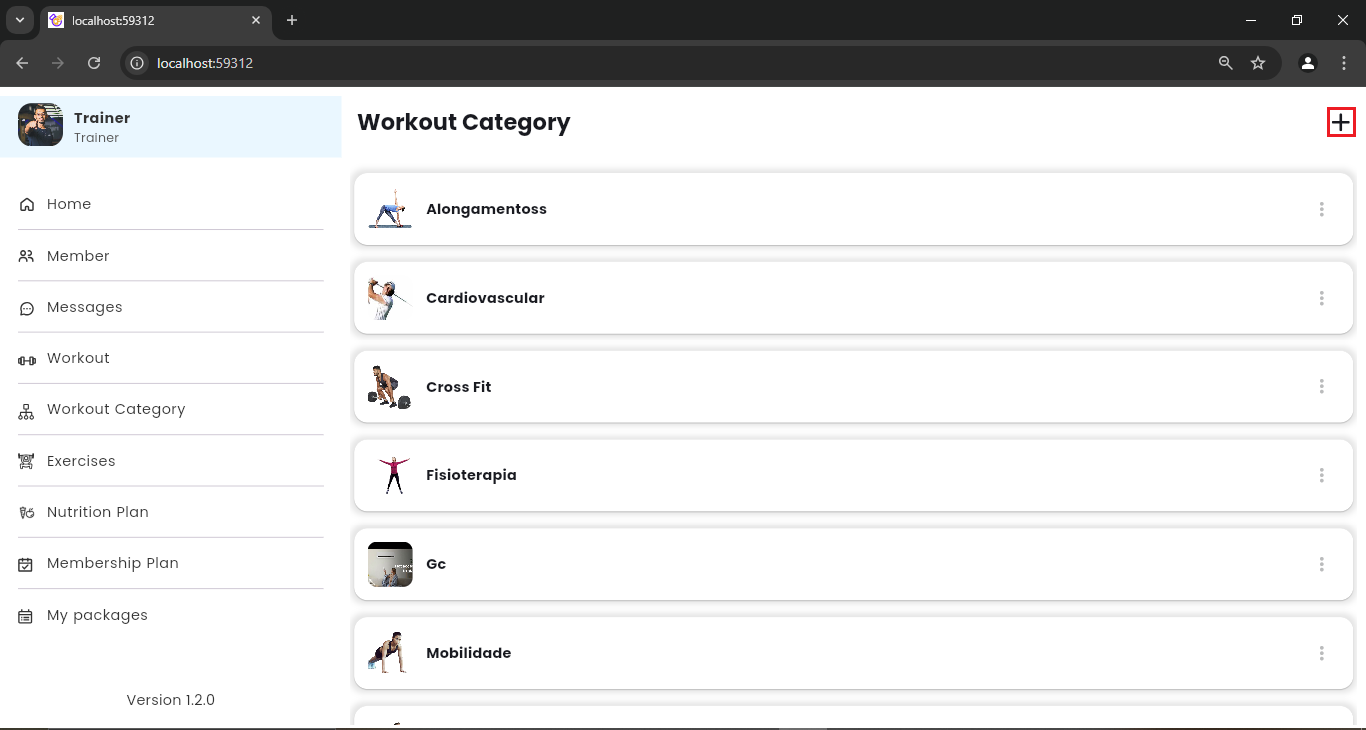 localhost:59312
localhost:59312
Trainer
Trainer
Workout Category
Home
Member
Messages
Workout
Workout Category
Exercises
Nutrition Plan
Membership Plan
My packages
Version 1.2.0
Alongamentoss
Cardiovascular
Cross Fit
Fisioterapia
Gc
Mobilidade